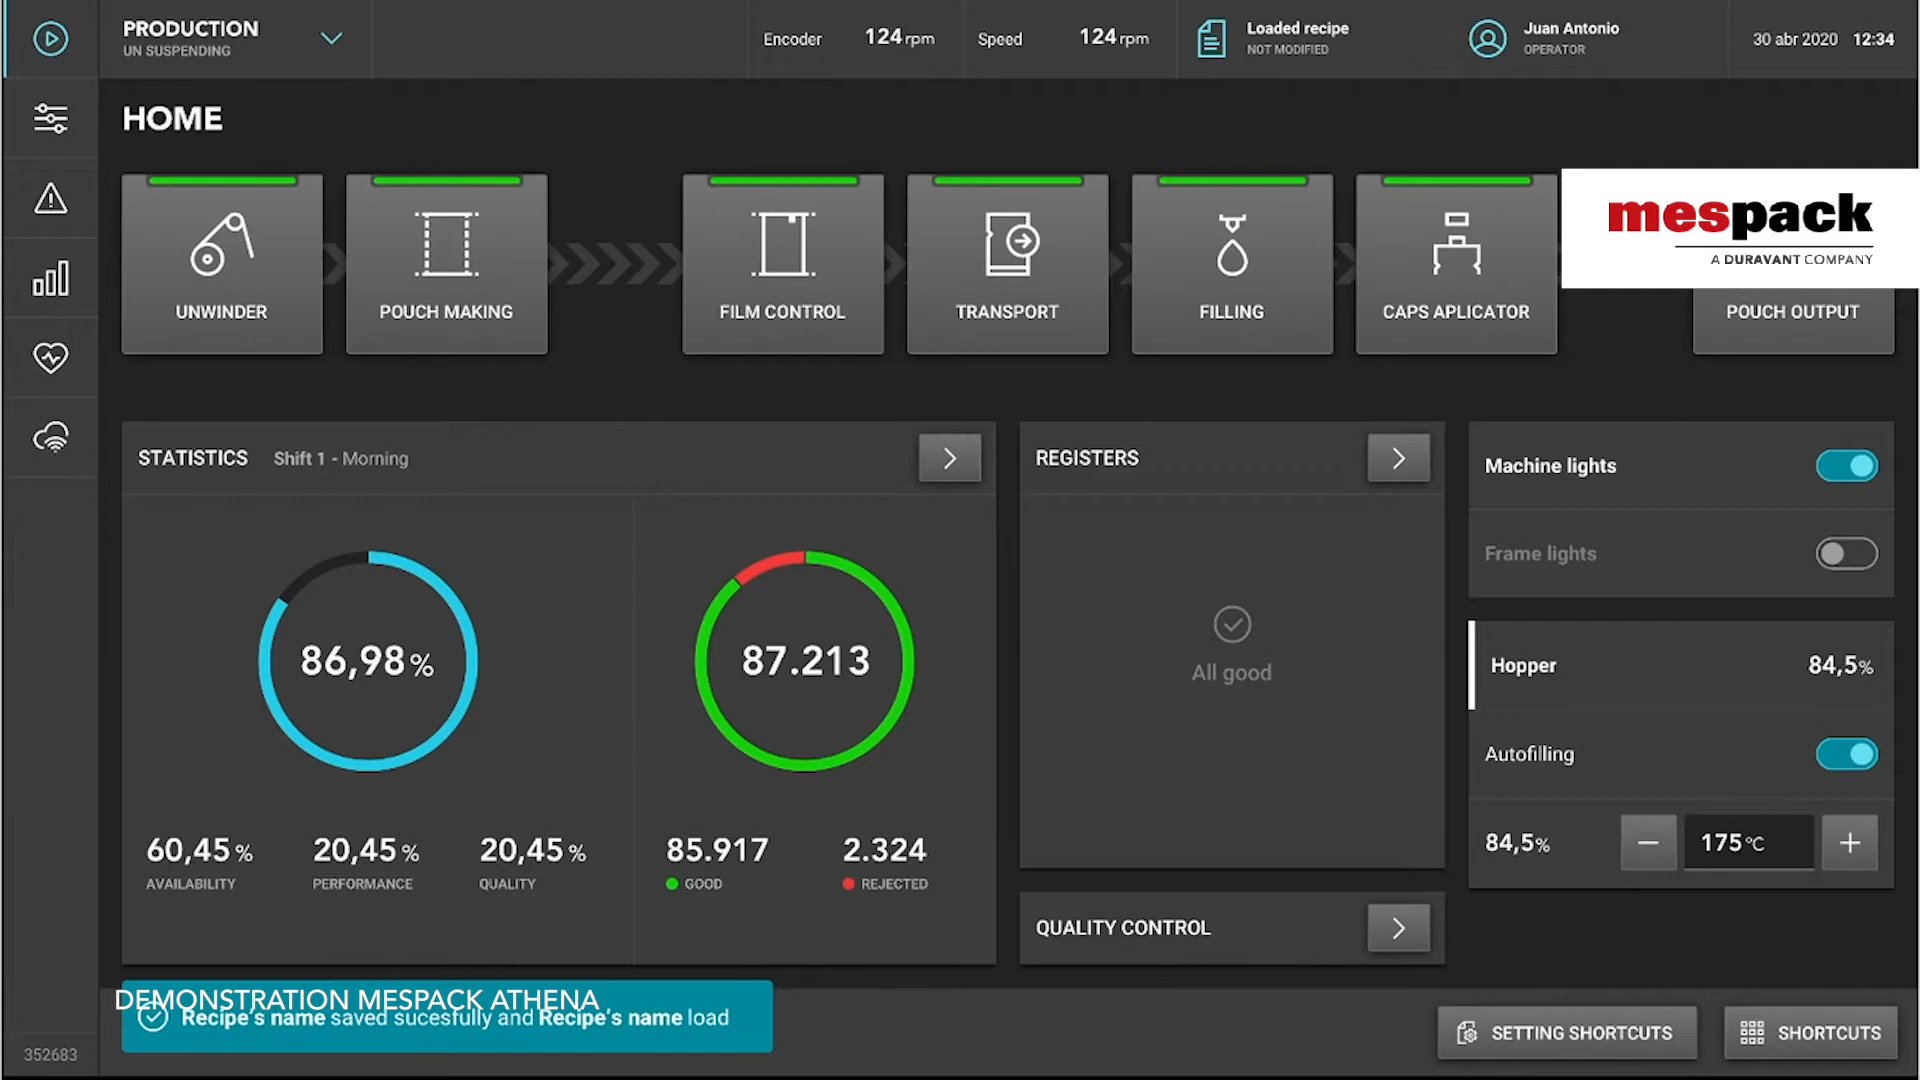 PRODUCTION
UN SUSPENDING
Encoder 124 rpm
Speed 124 rpm
Loaded recipe
NOT MODIFIED
Juan Antonio
OPERATOR
30 abr 2020 12:34
HOME
mespack
A DURAVANT COMPANY
UNWINDER
POUCH MAKING
FILM CONTROL
TRANSPORT
FILLING
CAPS APLICATOR
POUCH OUTPUT
STATISTICS Shift 1 - Morning
86,98 %
87.213
60,45 %
AVAILABILITY
20,45 %
PERFORMANCE
20,45 %
QUALITY
85.917
GOOD
2.324
REJECTED
REGISTERS
All good
QUALITY CONTROL
Machine lights
Frame lights
Hopper 84,5%
Autofilling
84,5% − 175°C +
DEMONSTRATION MESPACK ATHENA
Recipe's name saved sucesfully and Recipe's name load
SETTING SHORTCUTS
SHORTCUTS
352683